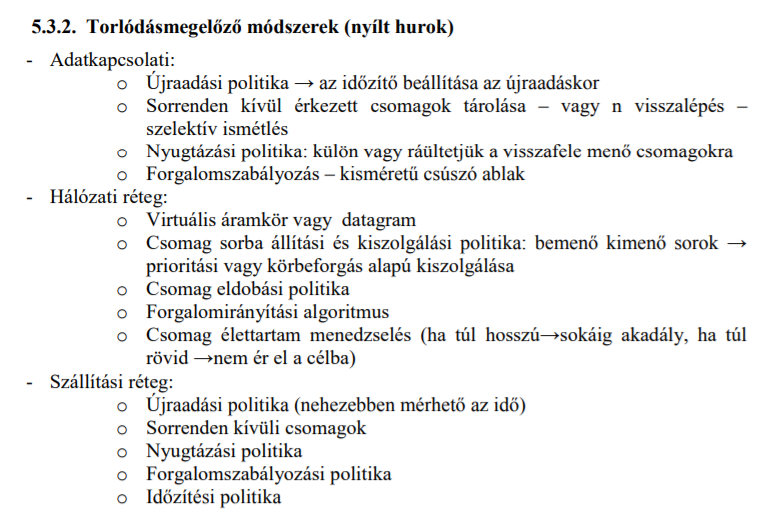 5.3.2. Torlódásmegelőző módszerek (nyílt hurok)
- Adatkapcsolati:
o Újraadási politika → az időzítő beállítása az újraadáskor
o Sorrenden kívül érkezett csomagok tárolása – vagy n visszalépés –
szelektív ismétlés
o Nyugtázási politika: külön vagy ráültetjük a visszafele menő csomagokra
o Forgalomszabályozás – kisméretű csúszó ablak
- Hálózati réteg:
o Virtuális áramkör vagy datagram
o Csomag sorba állítási és kiszolgálási politika: bemenő kimenő sorok →
prioritási vagy körbeforgás alapú kiszolgálása
o Csomag eldobási politika
o Forgalomirányítási algoritmus
o Csomag élettartam menedzselés (ha túl hosszú→sokáig akadály, ha túl
rövid →nem ér el a célba)
- Szállítási réteg:
o Újraadási politika (nehezebben mérhető az idő)
o Sorrenden kívüli csomagok
o Nyugtázási politika
o Forgalomszabályozási politika
o Időzítési politika